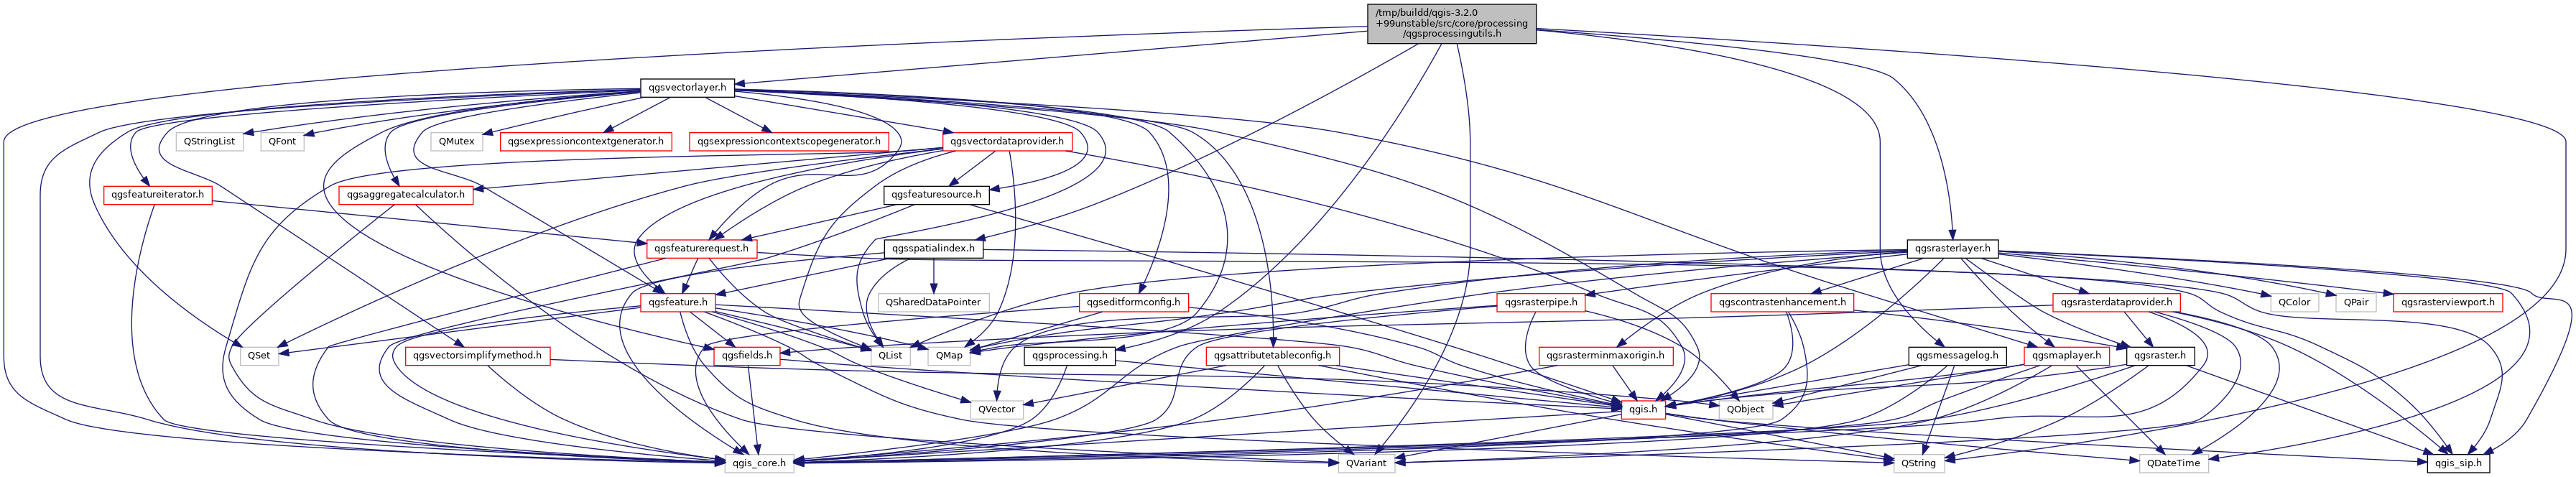 /tmp/buildd/qgis-3.2.0
+99unstable/src/core/processing
/qgsprocessingutils.h
qgsvectorlayer.h
QStringList
QFont
QMutex
qgsexpressioncontextgenerator.h
qgsexpressioncontextscopegenerator.h
qgsvectordataprovider.h
qgsfeatureiterator.h
qgsaggregatecalculator.h
qgsfeaturesource.h
qgsfeaturerequest.h
qgsspatialindex.h
qgsrasterlayer.h
qgsfeature.h
QSharedDataPointer
qgseditformconfig.h
qgsrasterpipe.h
qgscontrastenhancement.h
qgsrasterdataprovider.h
QColor
QPair
qgsrasterviewport.h
QSet
qgsvectorsimplifymethod.h
qgsfields.h
QList
QMap
qgsprocessing.h
qgsattributetableconfig.h
qgsrasterminmaxorigin.h
qgsmessagelog.h
qgsmaplayer.h
qgsraster.h
QVector
qgis.h
QObject
qgis_core.h
QVariant
QString
QDateTime
qgis_sip.h